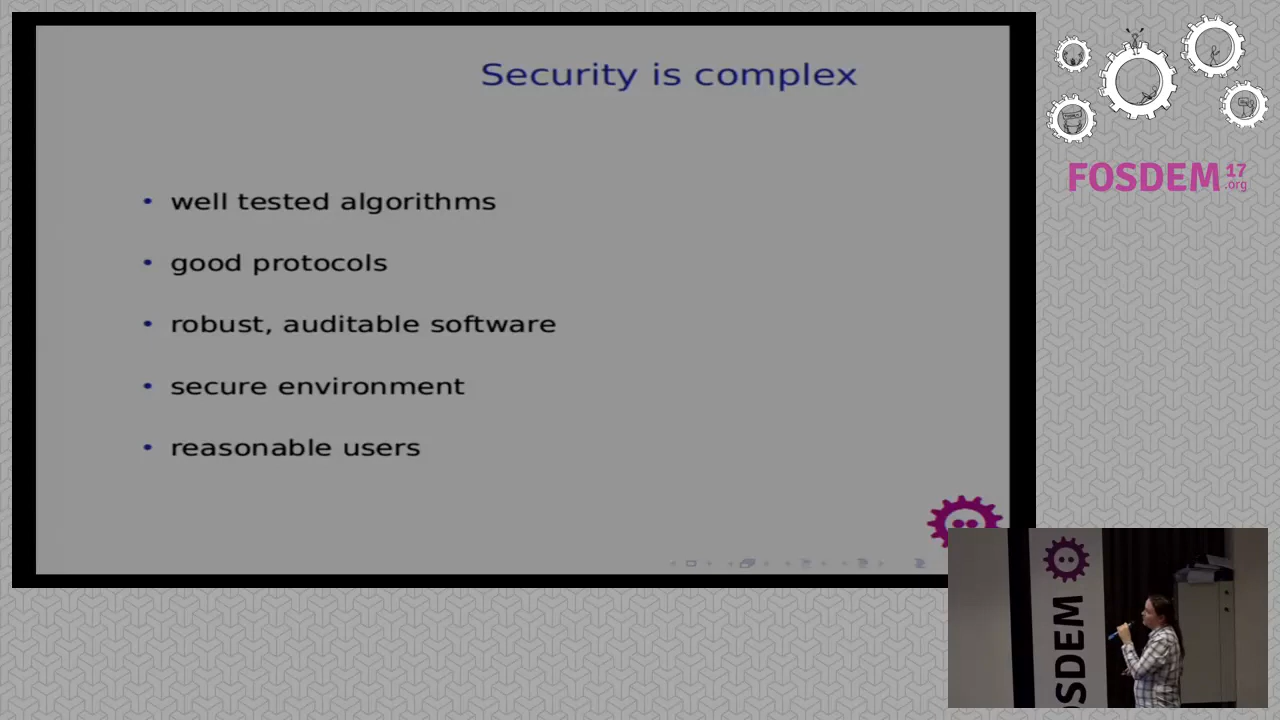 Security is complex
• well tested algorithms
• good protocols
• robust, auditable software
• secure environment
• reasonable users
FOSDEM 17
.org
FOSDEM